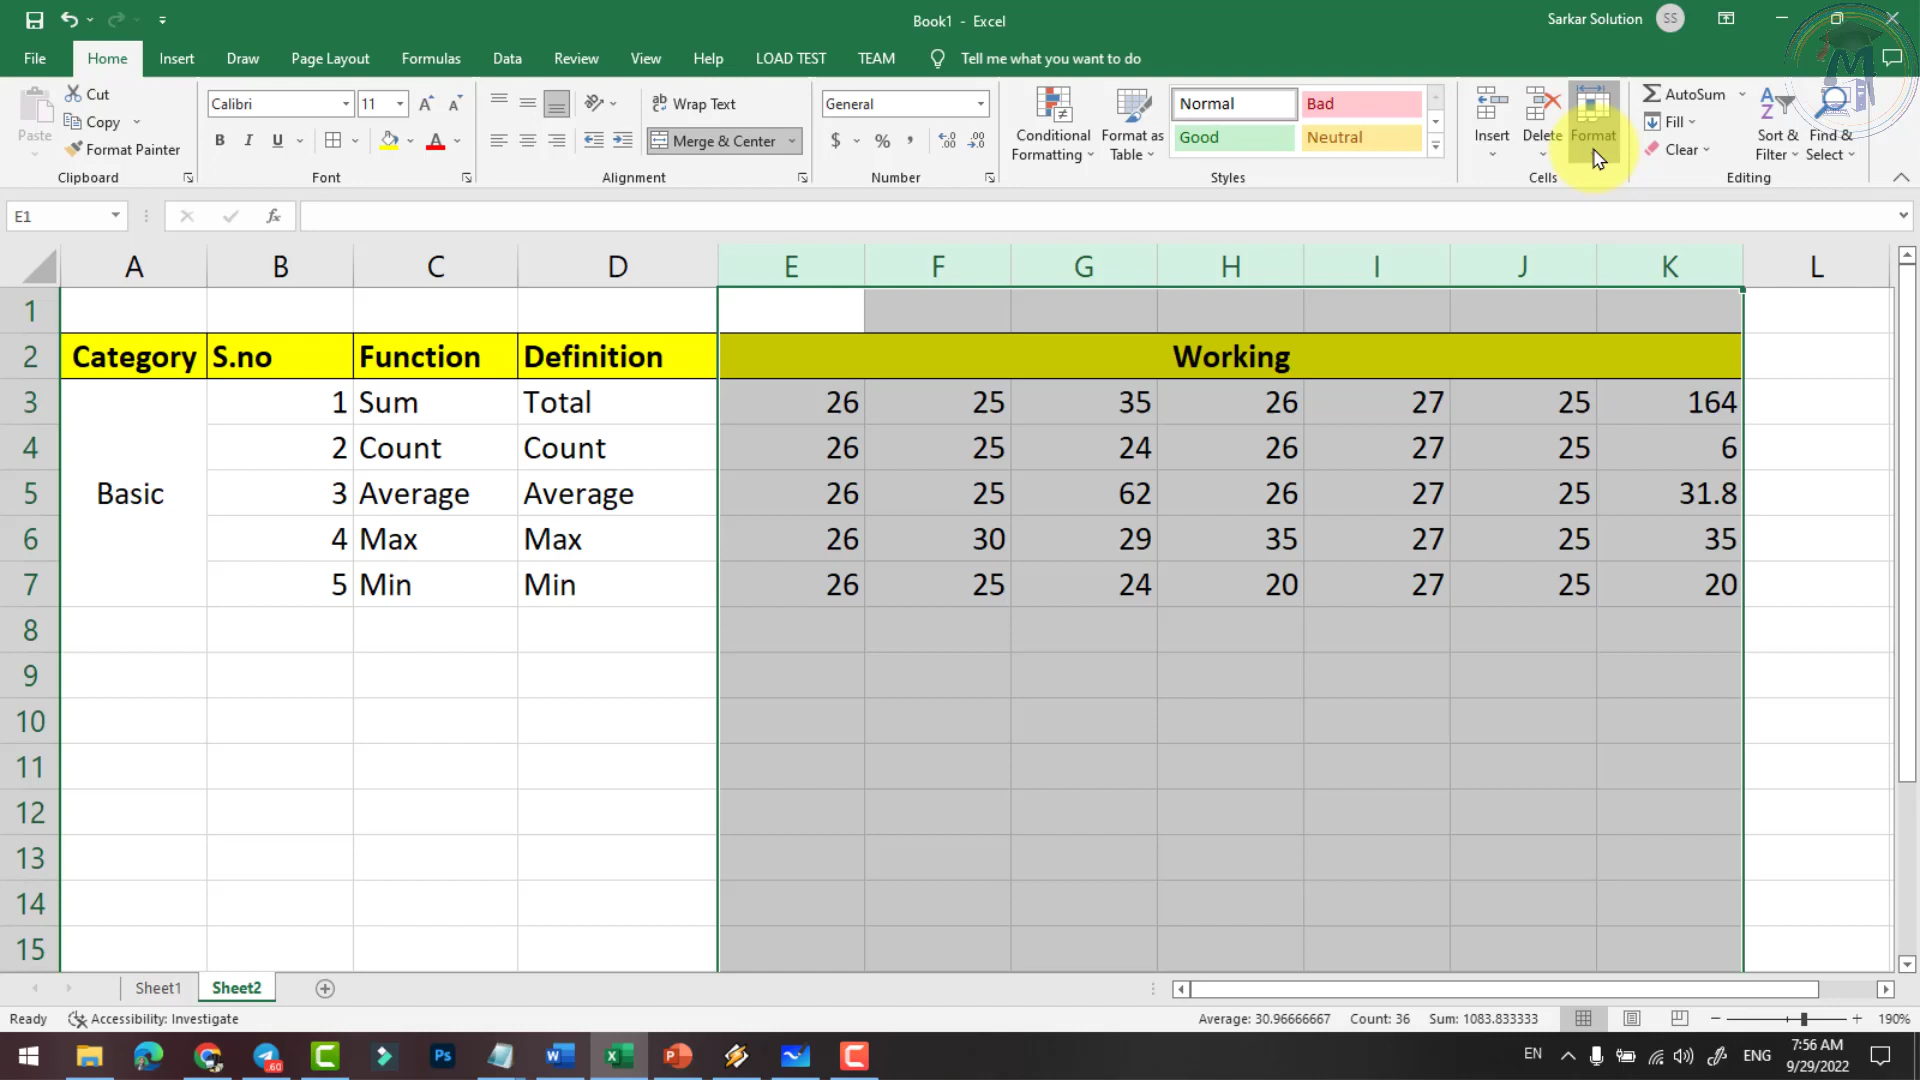 Book1 - Excel
Sarkar Solution SS
File Home Insert Draw Page Layout Formulas Data Review View Help LOAD TEST TEAM Tell me what you want to do
Paste
Cut
Copy
Format Painter
Clipboard
Calibri 11
B I U
Font
Wrap Text
Merge & Center
Alignment
General
$ % ,
Number
Conditional
Formatting
Format as
Table
Normal Bad
Good Neutral
Styles
Insert Delete Format
Cells
AutoSum
Fill
Clear
Sort &
Filter
Find &
Select
Editing
E1 fx
A B C D E F G H I J K L
1
2 Category S.no Function Definition Working
3 1 Sum Total 26 25 35 26 27 25 164
4 2 Count Count 26 25 24 26 27 25 6
5 Basic 3 Average Average 26 25 62 26 27 25 31.8
6 4 Max Max 26 30 29 35 27 25 35
7 5 Min Min 26 25 24 20 27 25 20
8
9
10
11
12
13
14
15
Sheet1 Sheet2
Ready Accessibility: Investigate Average: 30.96666667 Count: 36 Sum: 1083.833333 190%
EN ENG 7:56 AM
9/29/2022